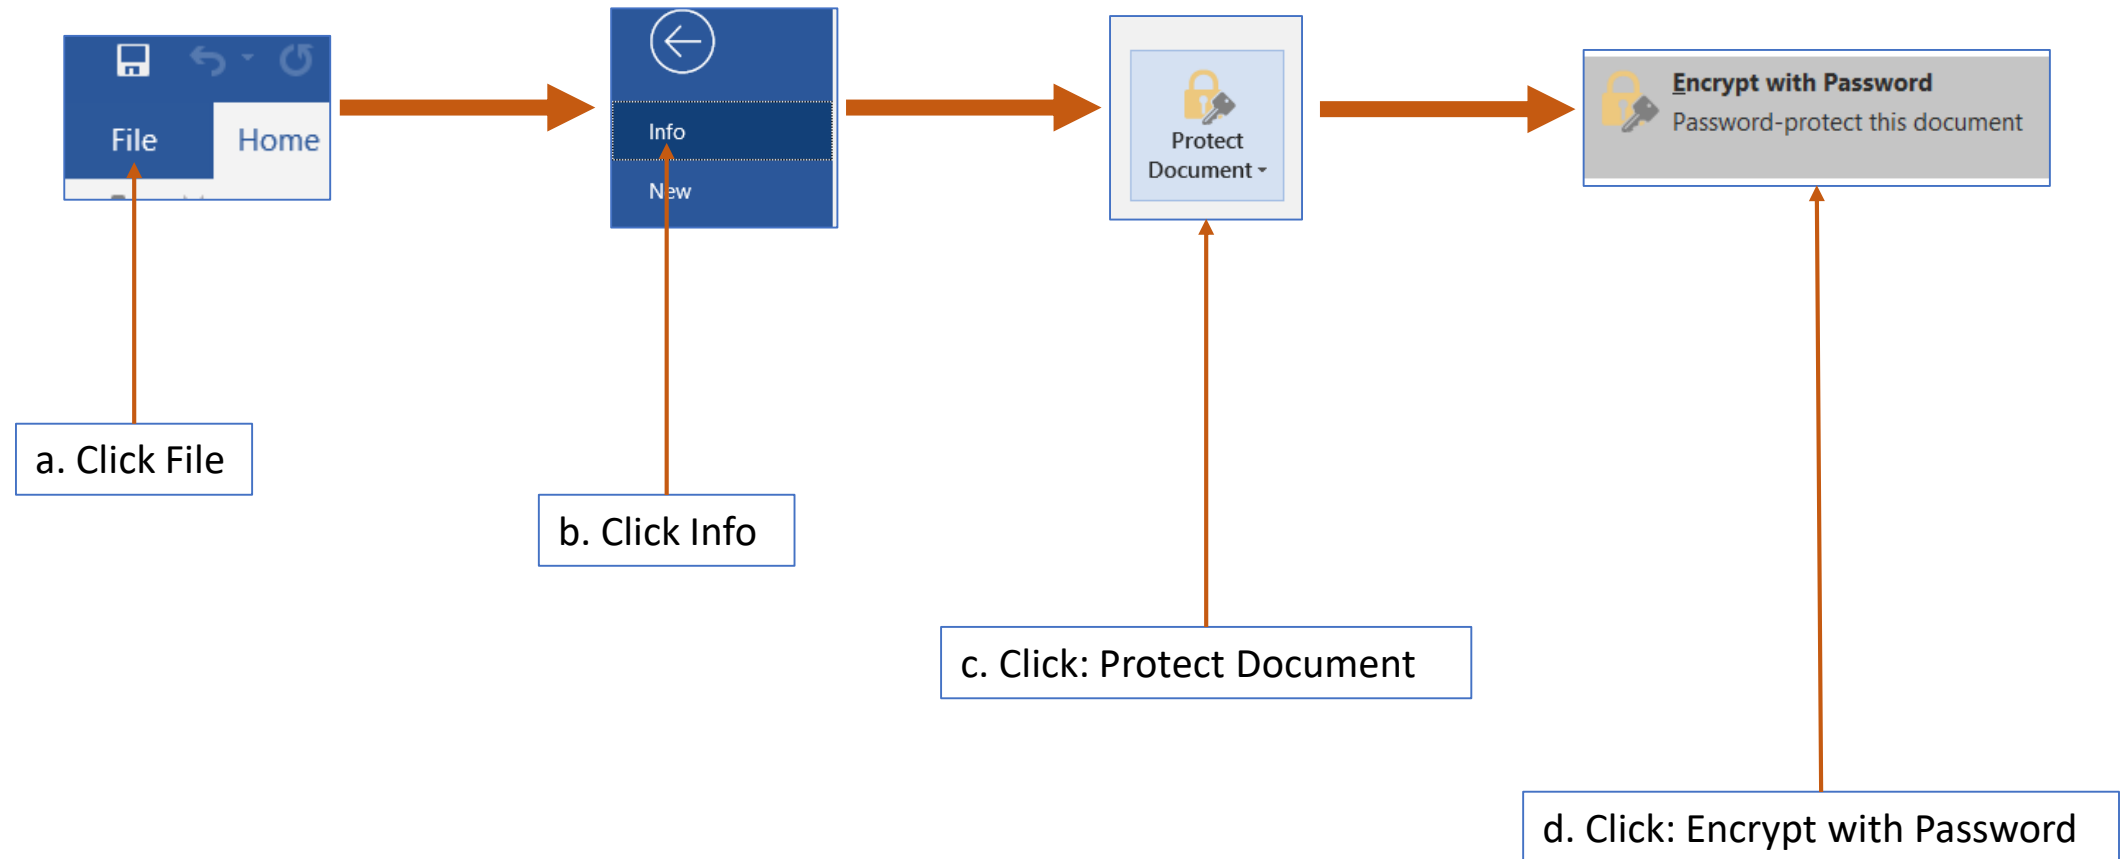 File Home
Info
New
Protect
Document
Encrypt with Password
Password-protect this document
a. Click File
b. Click Info
c. Click: Protect Document
d. Click: Encrypt with Password